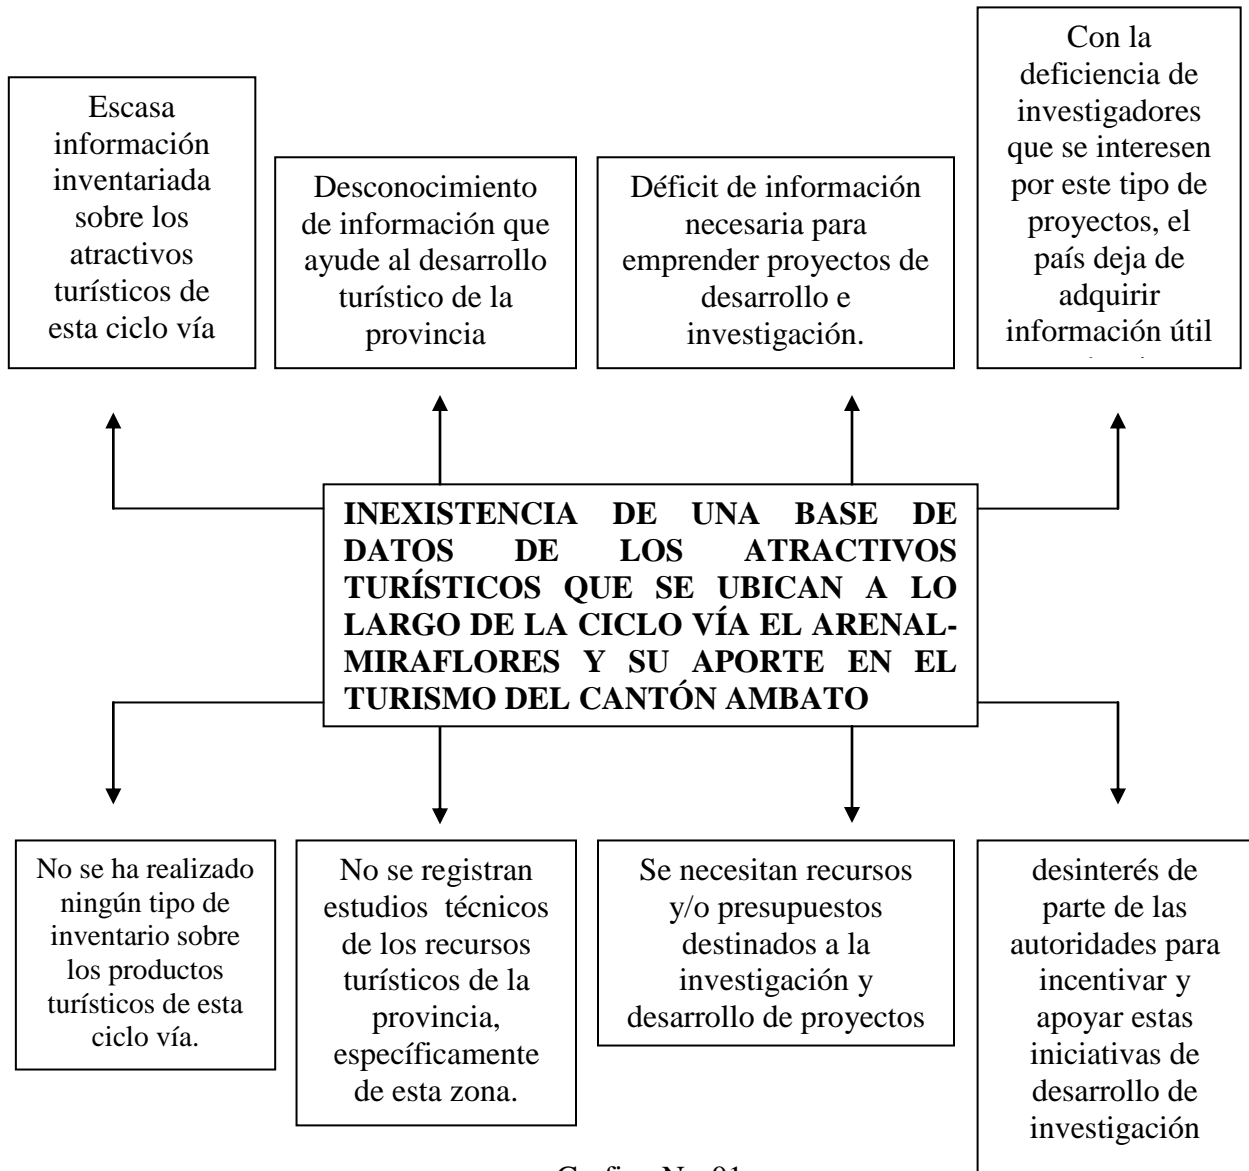 Escasa
información
inventariada
sobre los
atractivos
turísticos de
esta ciclo vía
Desconocimiento
de información que
ayude al desarrollo
turístico de la
provincia
Déficit de información
necesaria para
emprender proyectos de
desarrollo e
investigación.
Con la
deficiencia de
investigadores
que se interesen
por este tipo de
proyectos, el
país deja de
adquirir
información útil
INEXISTENCIA DE UNA BASE DE
DATOS DE LOS ATRACTIVOS
TURÍSTICOS QUE SE UBICAN A LO
LARGO DE LA CICLO VÍA EL ARENAL-
MIRAFLORES Y SU APORTE EN EL
TURISMO DEL CANTÓN AMBATO
No se ha realizado
ningún tipo de
inventario sobre
los productos
turísticos de esta
ciclo vía.
No se registran
estudios técnicos
de los recursos
turísticos de la
provincia,
específicamente
de esta zona.
Se necesitan recursos
y/o presupuestos
destinados a la
investigación y
desarrollo de proyectos
desinterés de
parte de las
autoridades para
incentivar y
apoyar estas
iniciativas de
desarrollo de
investigación